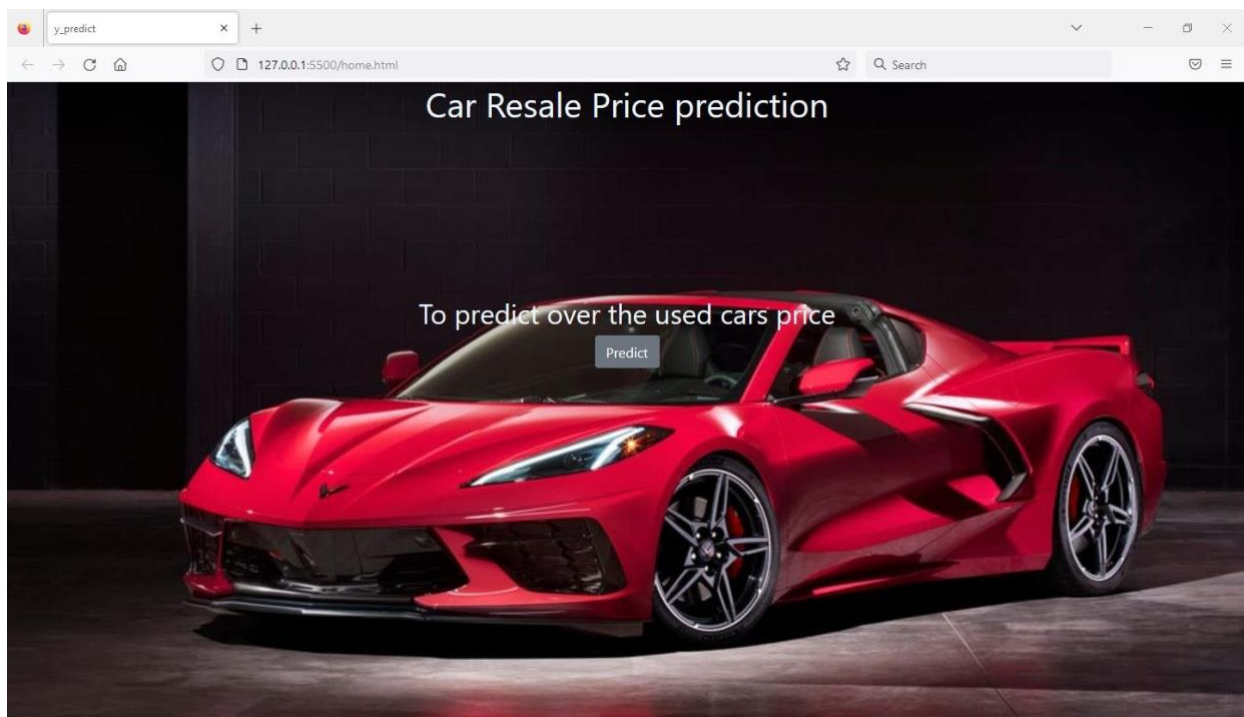 y_predict
127.0.0.1:5500/home.html
Search
Car Resale Price prediction
To predict over the used cars price
Predict